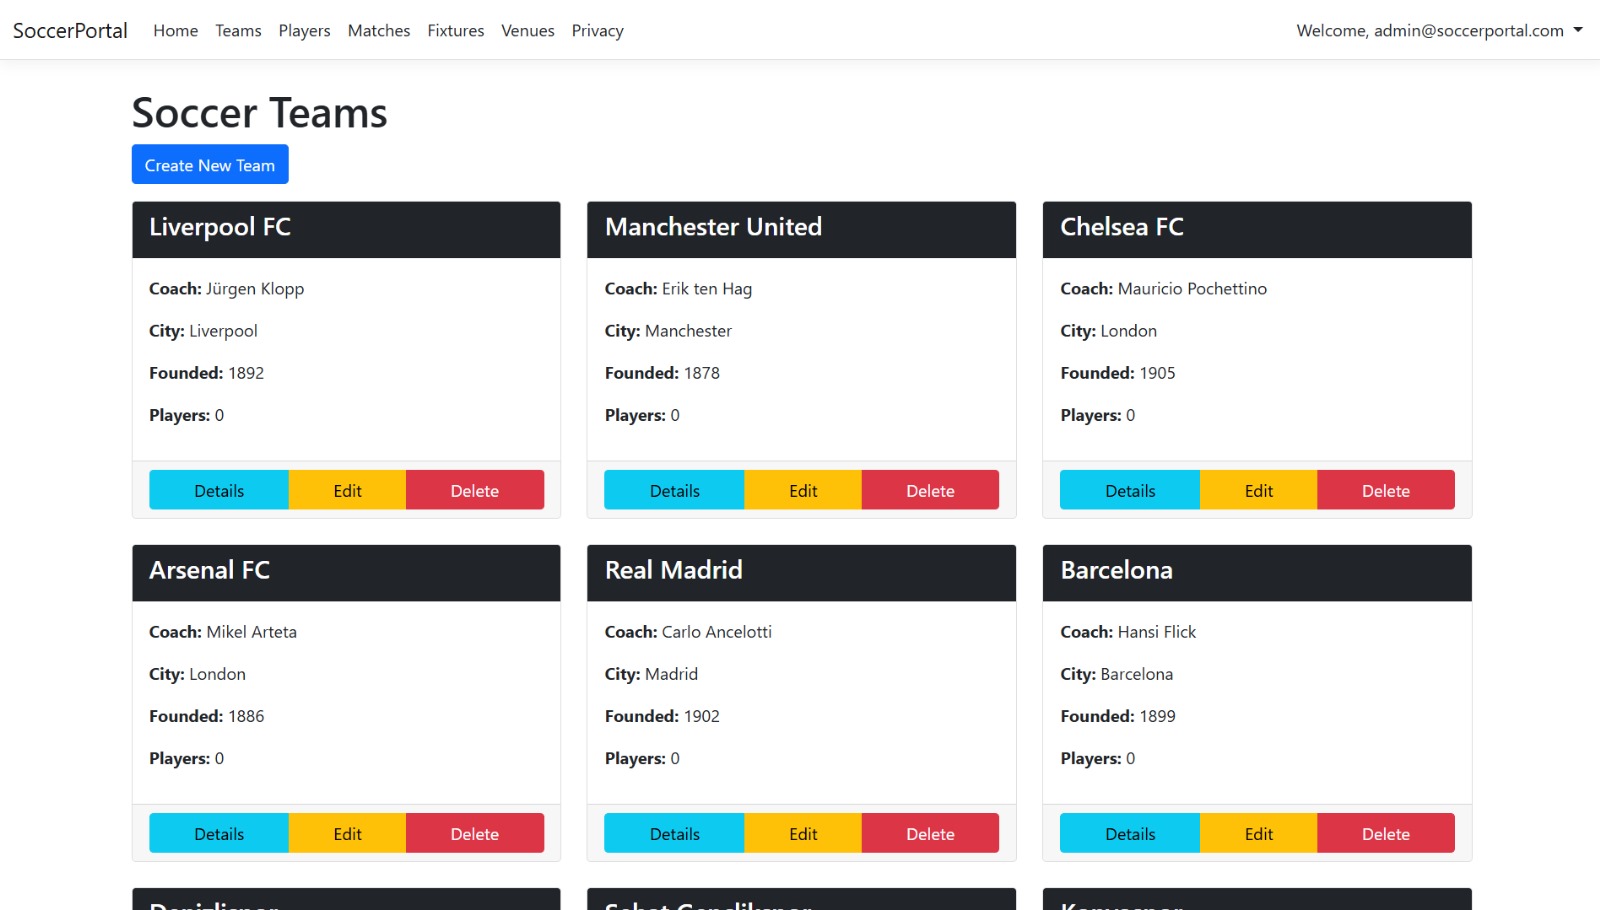 SoccerPortal Home Teams Players Matches Fixtures Venues Privacy Welcome, admin@soccerportal.com
Soccer Teams
Create New Team
Liverpool FC
Coach: Jürgen Klopp
City: Liverpool
Founded: 1892
Players: 0
Details Edit Delete
Manchester United
Coach: Erik ten Hag
City: Manchester
Founded: 1878
Players: 0
Details Edit Delete
Chelsea FC
Coach: Mauricio Pochettino
City: London
Founded: 1905
Players: 0
Details Edit Delete
Arsenal FC
Coach: Mikel Arteta
City: London
Founded: 1886
Players: 0
Details Edit Delete
Real Madrid
Coach: Carlo Ancelotti
City: Madrid
Founded: 1902
Players: 0
Details Edit Delete
Barcelona
Coach: Hansi Flick
City: Barcelona
Founded: 1899
Players: 0
Details Edit Delete